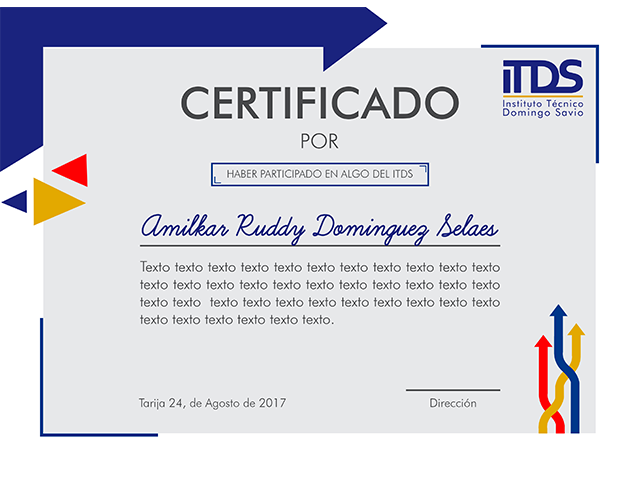 CERTIFICADO
iTDS
Instituto Técnico
Domingo Savio
POR
HABER PARTICIPADO EN ALGO DEL ITDS
Amilkar Ruddy Dominguez Selaes
Texto texto texto texto texto texto texto texto texto texto texto
texto texto texto texto texto texto texto texto texto texto texto
texto texto  texto texto texto texto texto texto texto texto texto
texto texto texto texto texto texto.
Tarija 24, de Agosto de 2017
Dirección